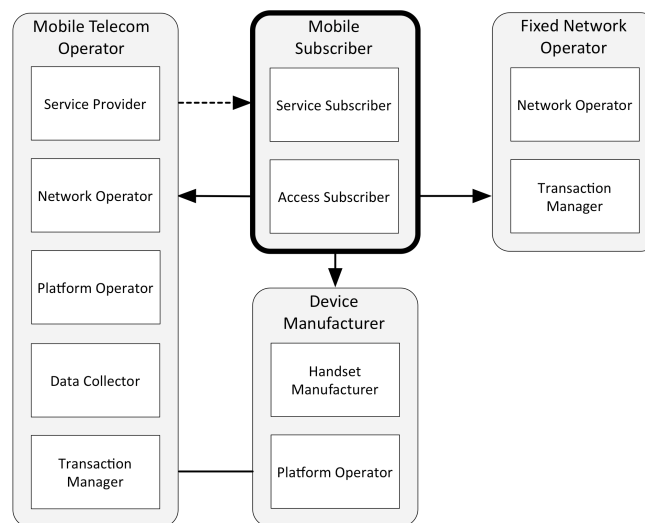 Mobile Telecom
Operator
Service Provider
Network Operator
Platform Operator
Data Collector
Transaction
Manager
Mobile
Subscriber
Service Subscriber
Access Subscriber
Device
Manufacturer
Handset
Manufacturer
Platform Operator
Fixed Network
Operator
Network Operator
Transaction
Manager